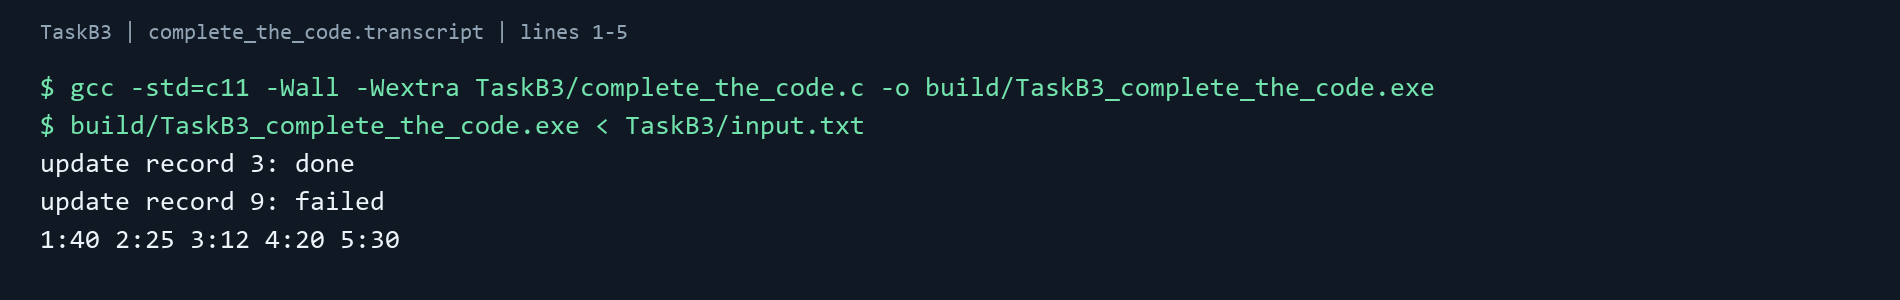 TaskB3 | complete_the_code.transcript | lines 1-5
$ gcc -std=c11 -Wall -Wextra TaskB3/complete_the_code.c -o build/TaskB3_complete_the_code.exe
$ build/TaskB3_complete_the_code.exe < TaskB3/input.txt
update record 3: done
update record 9: failed
1:40 2:25 3:12 4:20 5:30